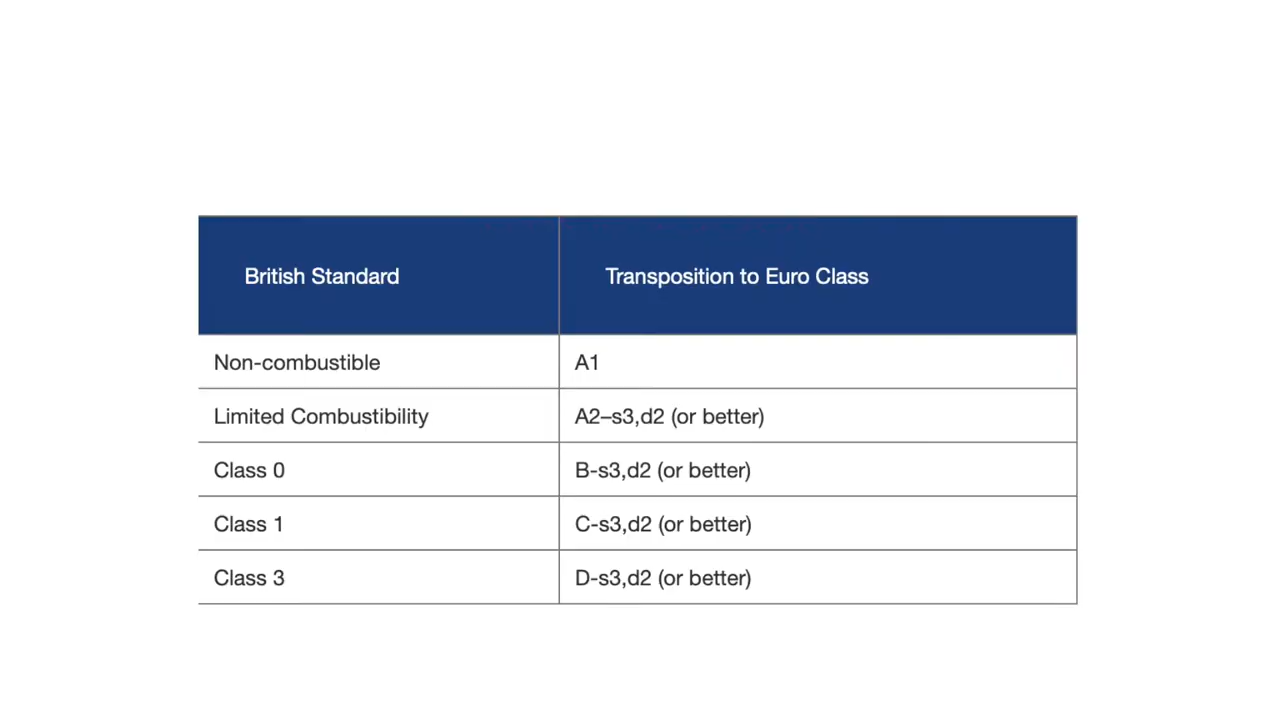 British Standard Transposition to Euro Class
Non-combustible A1
Limited Combustibility A2–s3,d2 (or better)
Class 0 B-s3,d2 (or better)
Class 1 C-s3,d2 (or better)
Class 3 D-s3,d2 (or better)